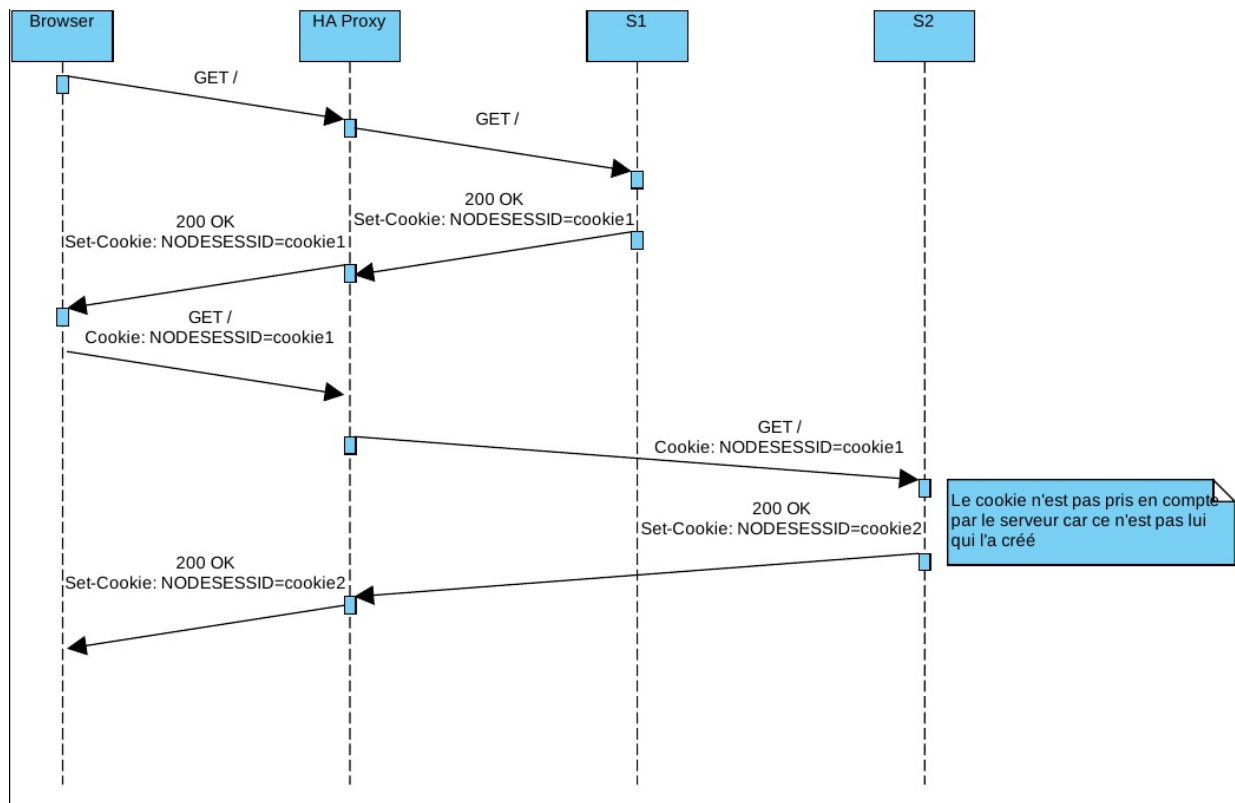 Browser
HA Proxy
S1
S2
GET /
GET /
200 OK
Set-Cookie: NODESESSID=cookie1
200 OK
Set-Cookie: NODESESSID=cookie1
GET /
Cookie: NODESESSID=cookie1
GET /
Cookie: NODESESSID=cookie1
Le cookie n'est pas pris en compte
par le serveur car ce n'est pas lui
qui l'a créé
200 OK
Set-Cookie: NODESESSID=cookie2
200 OK
Set-Cookie: NODESESSID=cookie2